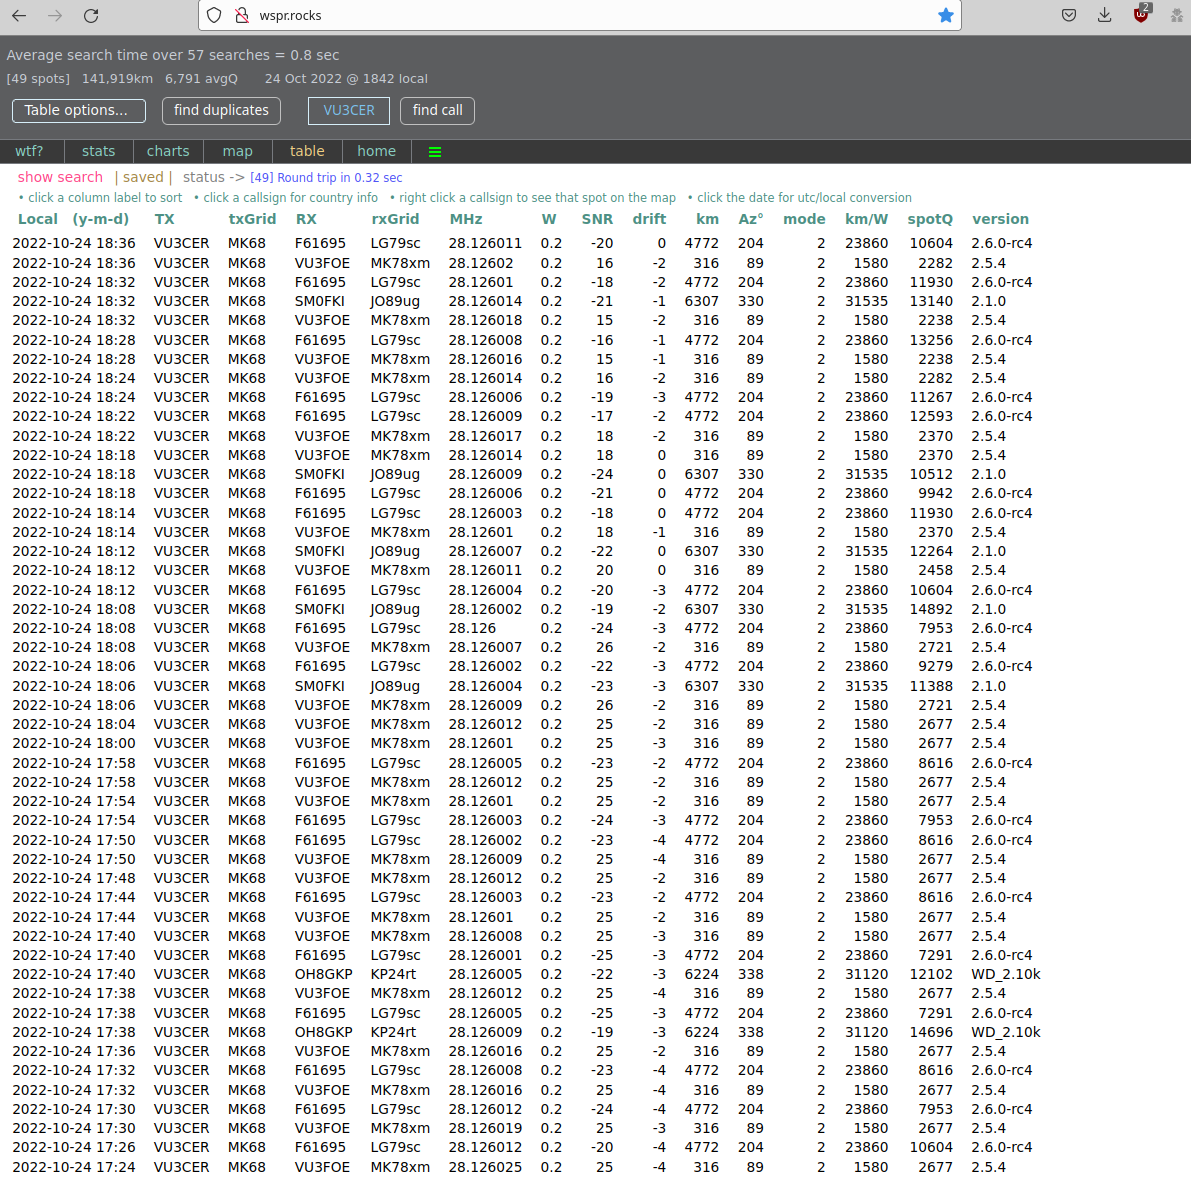 wspr.rocks
2
Average search time over 57 searches = 0.8 sec
[49 spots] 141,919km 6,791 avgQ 24 Oct 2022 @ 1842 local
Table options... find duplicates VU3CER find call
wtf? stats charts map table home
show search | saved | status -> [49] Round trip in 0.32 sec
• click a column label to sort • click a callsign for country info • right click a callsign to see that spot on the map • click the date for utc/local conversion
Local (y-m-d) TX txGrid RX rxGrid MHz W SNR drift km Az° mode km/W spotQ version
2022-10-24 18:36 VU3CER MK68 F61695 LG79sc 28.126011 0.2 -20 0 4772 204 2 23860 10604 2.6.0-rc4
2022-10-24 18:36 VU3CER MK68 VU3FOE MK78xm 28.12602 0.2 16 -2 316 89 2 1580 2282 2.5.4
2022-10-24 18:32 VU3CER MK68 F61695 LG79sc 28.12601 0.2 -18 -2 4772 204 2 23860 11930 2.6.0-rc4
2022-10-24 18:32 VU3CER MK68 SM0FKI JO89ug 28.126014 0.2 -21 -1 6307 330 2 31535 13140 2.1.0
2022-10-24 18:32 VU3CER MK68 VU3FOE MK78xm 28.126018 0.2 15 -2 316 89 2 1580 2238 2.5.4
2022-10-24 18:28 VU3CER MK68 F61695 LG79sc 28.126008 0.2 -16 -1 4772 204 2 23860 13256 2.6.0-rc4
2022-10-24 18:28 VU3CER MK68 VU3FOE MK78xm 28.126016 0.2 15 -1 316 89 2 1580 2238 2.5.4
2022-10-24 18:24 VU3CER MK68 VU3FOE MK78xm 28.126014 0.2 16 -2 316 89 2 1580 2282 2.5.4
2022-10-24 18:24 VU3CER MK68 F61695 LG79sc 28.126006 0.2 -19 -3 4772 204 2 23860 11267 2.6.0-rc4
2022-10-24 18:22 VU3CER MK68 F61695 LG79sc 28.126009 0.2 -17 -2 4772 204 2 23860 12593 2.6.0-rc4
2022-10-24 18:22 VU3CER MK68 VU3FOE MK78xm 28.126017 0.2 18 -2 316 89 2 1580 2370 2.5.4
2022-10-24 18:18 VU3CER MK68 VU3FOE MK78xm 28.126014 0.2 18 0 316 89 2 1580 2370 2.5.4
2022-10-24 18:18 VU3CER MK68 SM0FKI JO89ug 28.126009 0.2 -24 0 6307 330 2 31535 10512 2.1.0
2022-10-24 18:18 VU3CER MK68 F61695 LG79sc 28.126006 0.2 -21 0 4772 204 2 23860 9942 2.6.0-rc4
2022-10-24 18:14 VU3CER MK68 F61695 LG79sc 28.126003 0.2 -18 0 4772 204 2 23860 11930 2.6.0-rc4
2022-10-24 18:14 VU3CER MK68 VU3FOE MK78xm 28.12601 0.2 18 -1 316 89 2 1580 2370 2.5.4
2022-10-24 18:12 VU3CER MK68 SM0FKI JO89ug 28.126007 0.2 -22 0 6307 330 2 31535 12264 2.1.0
2022-10-24 18:12 VU3CER MK68 VU3FOE MK78xm 28.126011 0.2 20 0 316 89 2 1580 2458 2.5.4
2022-10-24 18:12 VU3CER MK68 F61695 LG79sc 28.126004 0.2 -20 -3 4772 204 2 23860 10604 2.6.0-rc4
2022-10-24 18:08 VU3CER MK68 SM0FKI JO89ug 28.126002 0.2 -19 -2 6307 330 2 31535 14892 2.1.0
2022-10-24 18:08 VU3CER MK68 F61695 LG79sc 28.126 0.2 -24 -3 4772 204 2 23860 7953 2.6.0-rc4
2022-10-24 18:08 VU3CER MK68 VU3FOE MK78xm 28.126007 0.2 26 -2 316 89 2 1580 2721 2.5.4
2022-10-24 18:06 VU3CER MK68 F61695 LG79sc 28.126002 0.2 -22 -3 4772 204 2 23860 9279 2.6.0-rc4
2022-10-24 18:06 VU3CER MK68 SM0FKI JO89ug 28.126004 0.2 -23 -3 6307 330 2 31535 11388 2.1.0
2022-10-24 18:06 VU3CER MK68 VU3FOE MK78xm 28.126009 0.2 26 -2 316 89 2 1580 2721 2.5.4
2022-10-24 18:04 VU3CER MK68 VU3FOE MK78xm 28.126012 0.2 25 -2 316 89 2 1580 2677 2.5.4
2022-10-24 18:00 VU3CER MK68 VU3FOE MK78xm 28.12601 0.2 25 -3 316 89 2 1580 2677 2.5.4
2022-10-24 17:58 VU3CER MK68 F61695 LG79sc 28.126005 0.2 -23 -2 4772 204 2 23860 8616 2.6.0-rc4
2022-10-24 17:58 VU3CER MK68 VU3FOE MK78xm 28.126012 0.2 25 -2 316 89 2 1580 2677 2.5.4
2022-10-24 17:54 VU3CER MK68 VU3FOE MK78xm 28.12601 0.2 25 -2 316 89 2 1580 2677 2.5.4
2022-10-24 17:54 VU3CER MK68 F61695 LG79sc 28.126003 0.2 -24 -3 4772 204 2 23860 7953 2.6.0-rc4
2022-10-24 17:50 VU3CER MK68 F61695 LG79sc 28.126002 0.2 -23 -4 4772 204 2 23860 8616 2.6.0-rc4
2022-10-24 17:50 VU3CER MK68 VU3FOE MK78xm 28.126009 0.2 25 -4 316 89 2 1580 2677 2.5.4
2022-10-24 17:48 VU3CER MK68 VU3FOE MK78xm 28.126012 0.2 25 -2 316 89 2 1580 2677 2.5.4
2022-10-24 17:44 VU3CER MK68 F61695 LG79sc 28.126003 0.2 -23 -2 4772 204 2 23860 8616 2.6.0-rc4
2022-10-24 17:44 VU3CER MK68 VU3FOE MK78xm 28.12601 0.2 25 -2 316 89 2 1580 2677 2.5.4
2022-10-24 17:40 VU3CER MK68 VU3FOE MK78xm 28.126008 0.2 25 -3 316 89 2 1580 2677 2.5.4
2022-10-24 17:40 VU3CER MK68 F61695 LG79sc 28.126001 0.2 -25 -3 4772 204 2 23860 7291 2.6.0-rc4
2022-10-24 17:40 VU3CER MK68 OH8GKP KP24rt 28.126005 0.2 -22 -3 6224 338 2 31120 12102 WD_2.10k
2022-10-24 17:38 VU3CER MK68 VU3FOE MK78xm 28.126012 0.2 25 -4 316 89 2 1580 2677 2.5.4
2022-10-24 17:38 VU3CER MK68 F61695 LG79sc 28.126005 0.2 -25 -3 4772 204 2 23860 7291 2.6.0-rc4
2022-10-24 17:38 VU3CER MK68 OH8GKP KP24rt 28.126009 0.2 -19 -3 6224 338 2 31120 14696 WD_2.10k
2022-10-24 17:36 VU3CER MK68 VU3FOE MK78xm 28.126016 0.2 25 -2 316 89 2 1580 2677 2.5.4
2022-10-24 17:32 VU3CER MK68 F61695 LG79sc 28.126008 0.2 -23 -4 4772 204 2 23860 8616 2.6.0-rc4
2022-10-24 17:32 VU3CER MK68 VU3FOE MK78xm 28.126016 0.2 25 -4 316 89 2 1580 2677 2.5.4
2022-10-24 17:30 VU3CER MK68 F61695 LG79sc 28.126012 0.2 -24 -4 4772 204 2 23860 7953 2.6.0-rc4
2022-10-24 17:30 VU3CER MK68 VU3FOE MK78xm 28.126019 0.2 25 -3 316 89 2 1580 2677 2.5.4
2022-10-24 17:26 VU3CER MK68 F61695 LG79sc 28.126012 0.2 -20 -4 4772 204 2 23860 10604 2.6.0-rc4
2022-10-24 17:24 VU3CER MK68 VU3FOE MK78xm 28.126025 0.2 25 -4 316 89 2 1580 2677 2.5.4